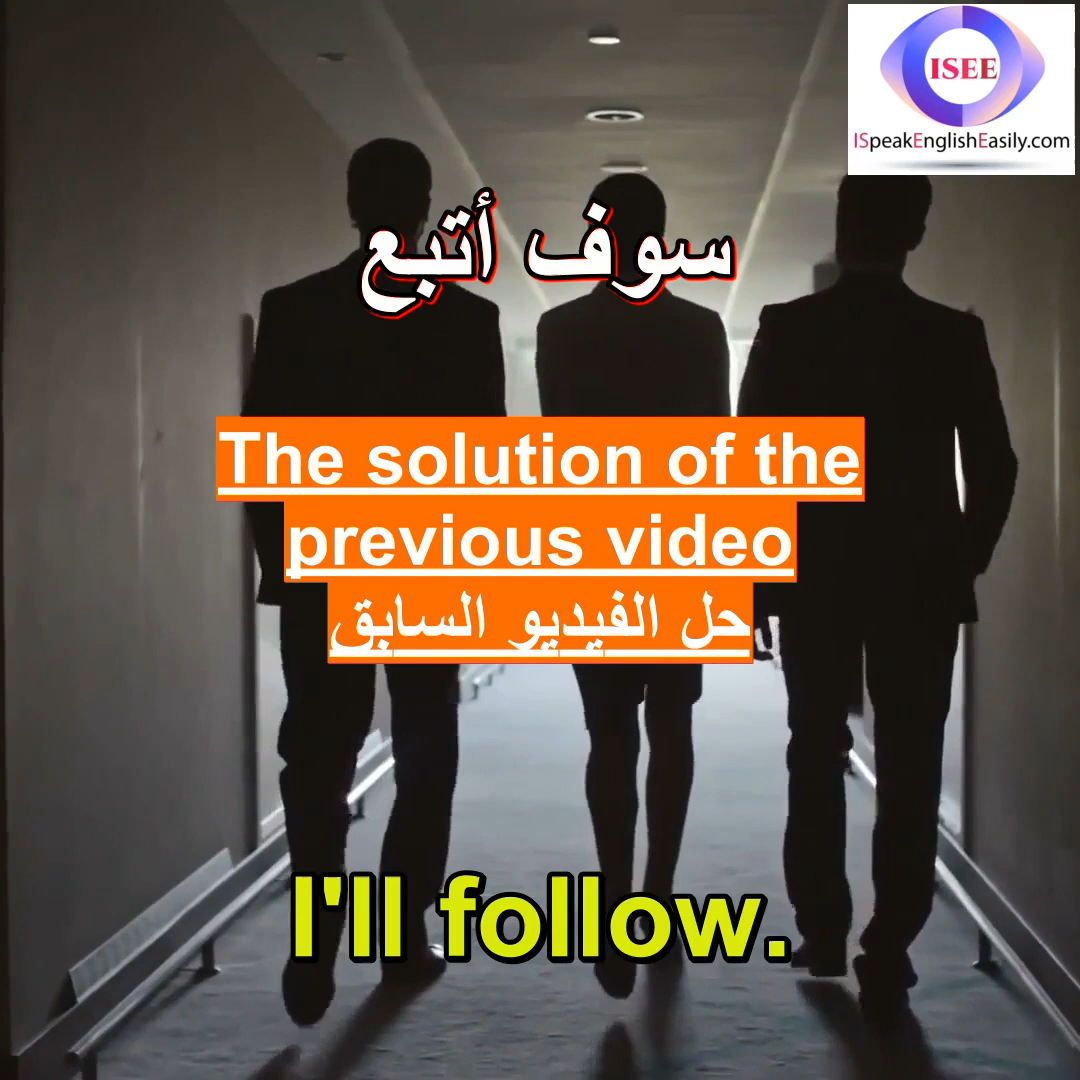 ISEE
ISpeakEnglishEasily.com
سوف أتبع
The solution of the
previous video
حل الفيديو السابق
I'll follow.